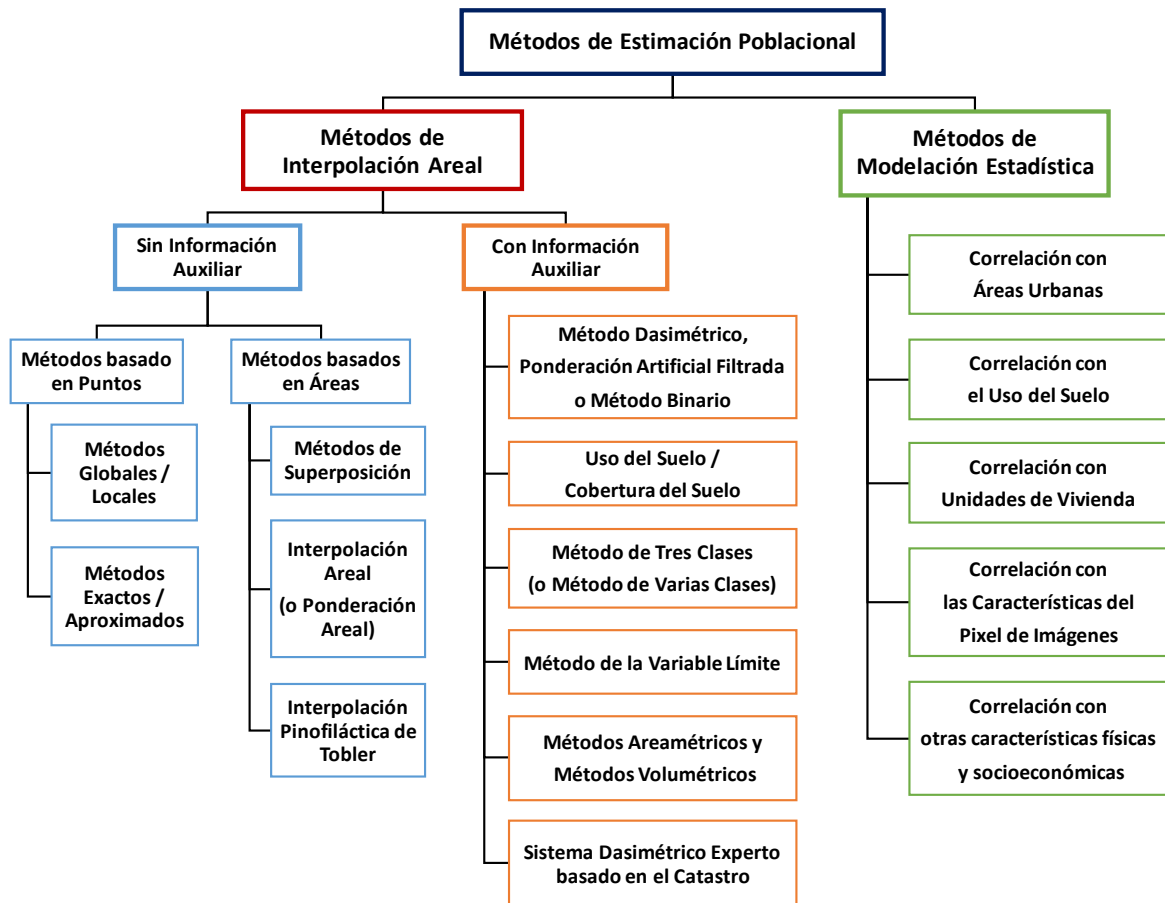 Métodos de Estimación Poblacional
Métodos de
Interpolación Areal
Métodos de
Modelación Estadística
Sin Información
Auxiliar
Con Información
Auxiliar
Métodos basado
en Puntos
Métodos basados
en Áreas
Métodos
Globales /
Locales
Métodos
Exactos /
Aproximados
Métodos de
Superposición
Interpolación
Areal
(o Ponderación
Areal)
Interpolación
Pinofiláctica de
Tobler
Método Dasimétrico,
Ponderación Artificial Filtrada
o Método Binario
Uso del Suelo /
Cobertura del Suelo
Método de Tres Clases
(o Método de Varias Clases)
Método de la Variable Límite
Métodos Areamétricos y
Métodos Volumétricos
Sistema Dasimétrico Experto
basado en el Catastro
Correlación con
Áreas Urbanas
Correlación con
el Uso del Suelo
Correlación con
Unidades de Vivienda
Correlación con
las Características del
Pixel de Imágenes
Correlación con
otras características físicas
y socioeconómicas